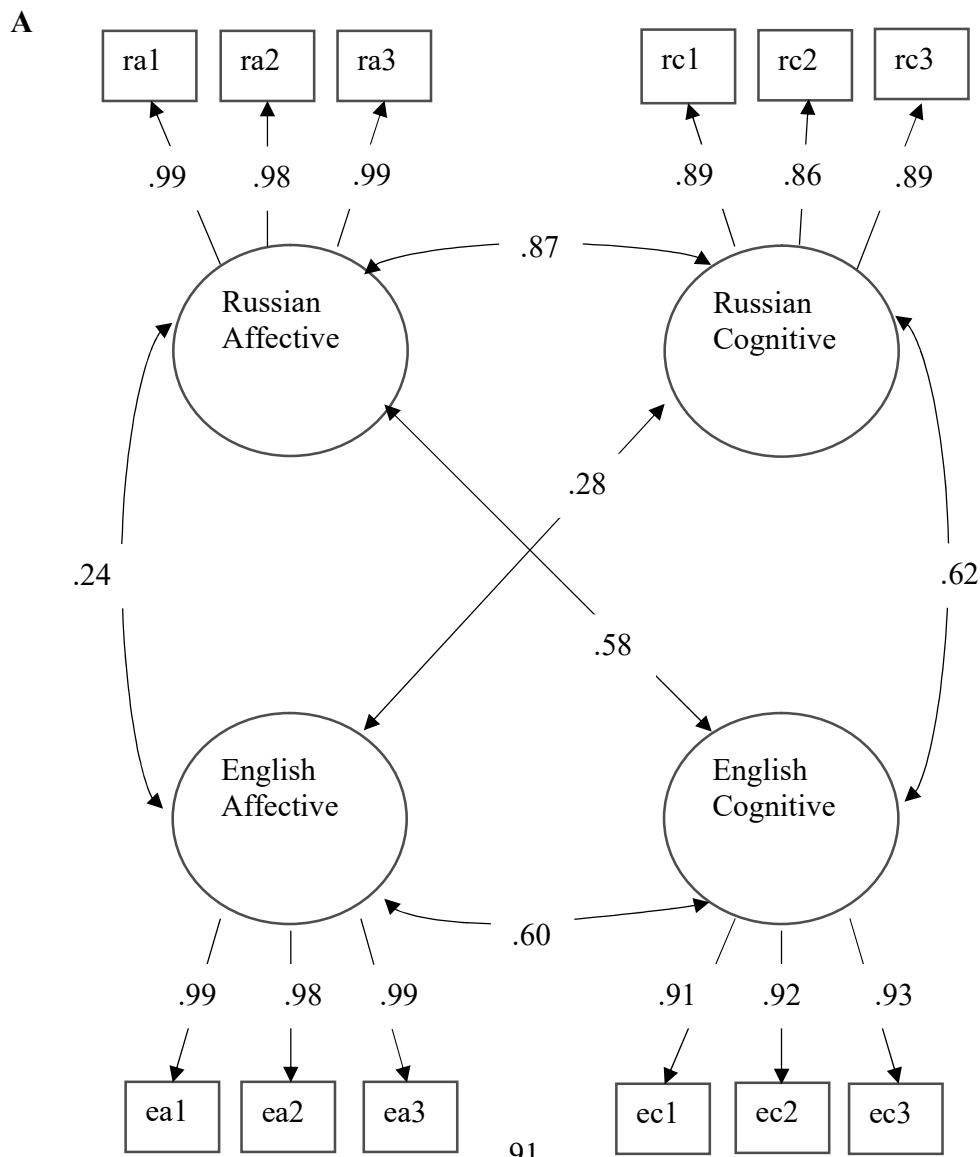 A
ra1 ra2 ra3 rc1 rc2 rc3
.99 .98 .99 .89 .86 .89
.87
Russian
Affective
Russian
Cognitive
.28
.24 .62
.58
English
Affective
English
Cognitive
.60
.99 .98 .99 .91 .92 .93
ea1 ea2 ea3 ec1 ec2 ec3
.91